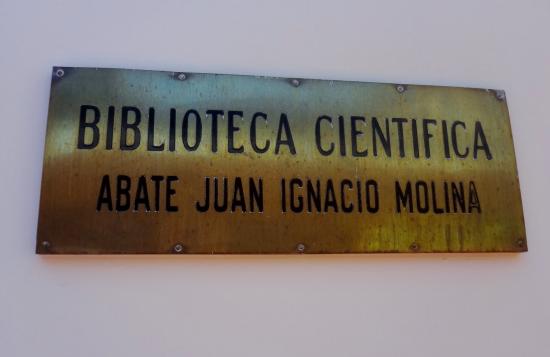 BIBLIOTECA CIENTIFICA
ABATE JUAN IGNACIO MOLINA